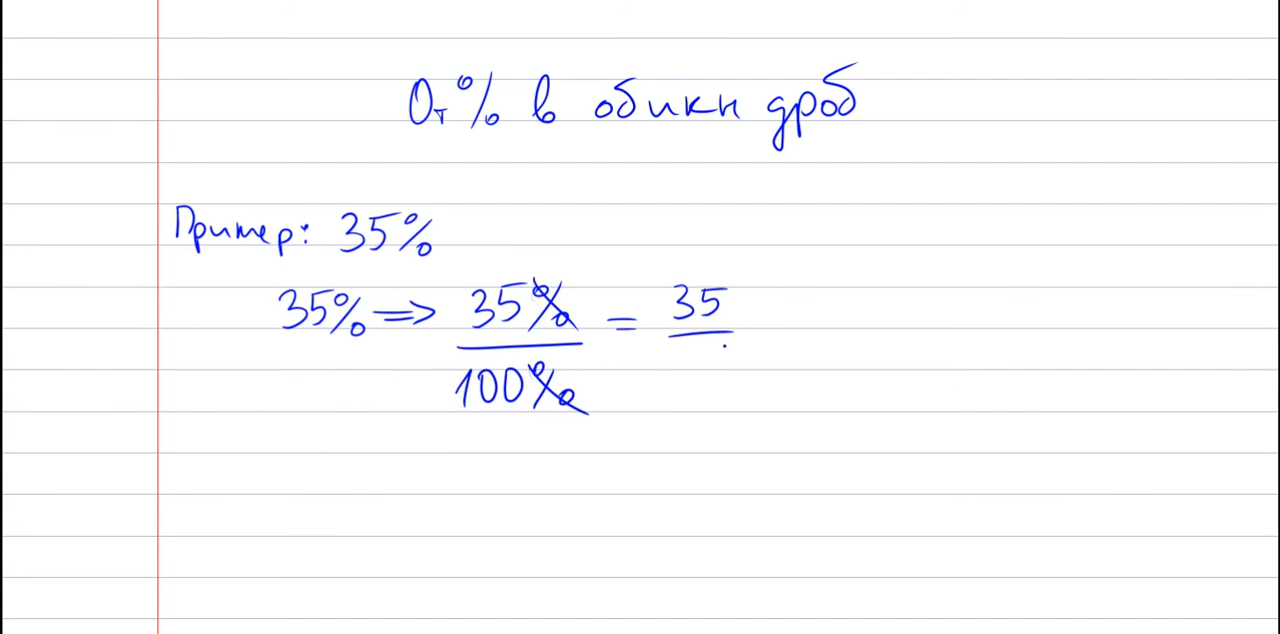 От % в обикн дроб
Пример: 35%
35% => 35% / 100% = 35